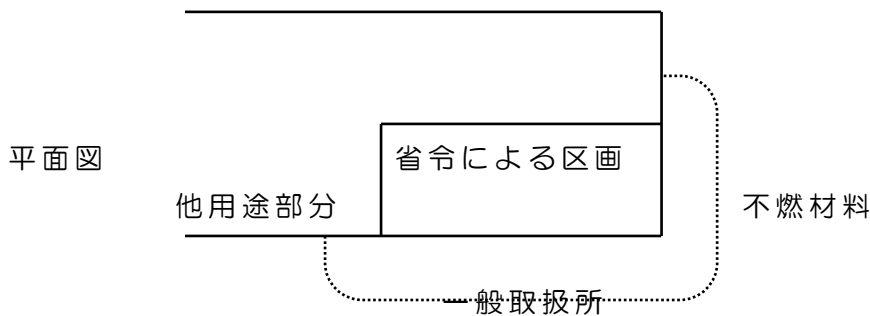 平面図
省令による区画
他用途部分
不燃材料
一般取扱所